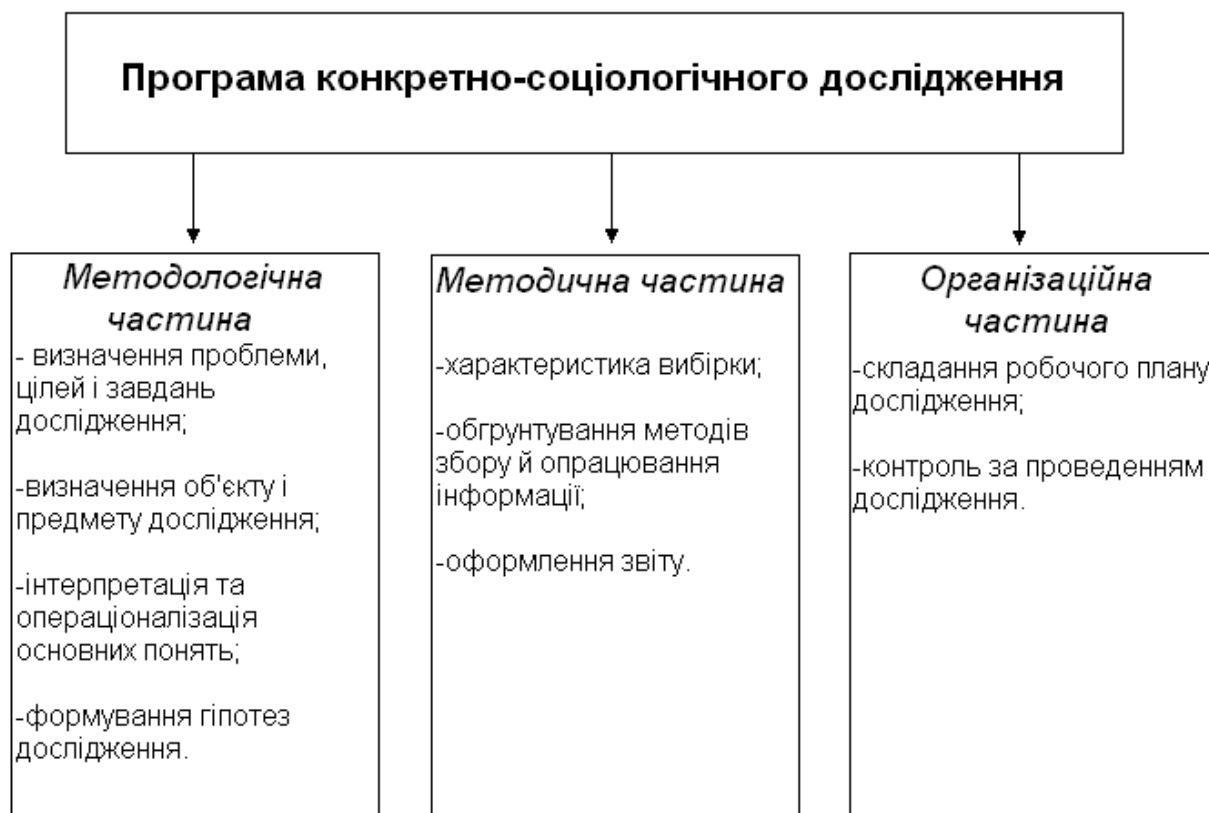 Програма конкретно-соціологічного дослідження
Методологічна
частина
- визначення проблеми,
цілей і завдань
дослідження;
-визначення об'єкту і
предмету дослідження;
-інтерпретація та
операціоналізація
основних понять;
-формування гіпотез
дослідження.
Методична частина
-характеристика вибірки;
-обгрунтування методів
збору й опрацювання
інформації;
-оформлення звіту.
Організаційна
частина
-складання робочого плану
дослідження;
-контроль за проведенням
дослідження.